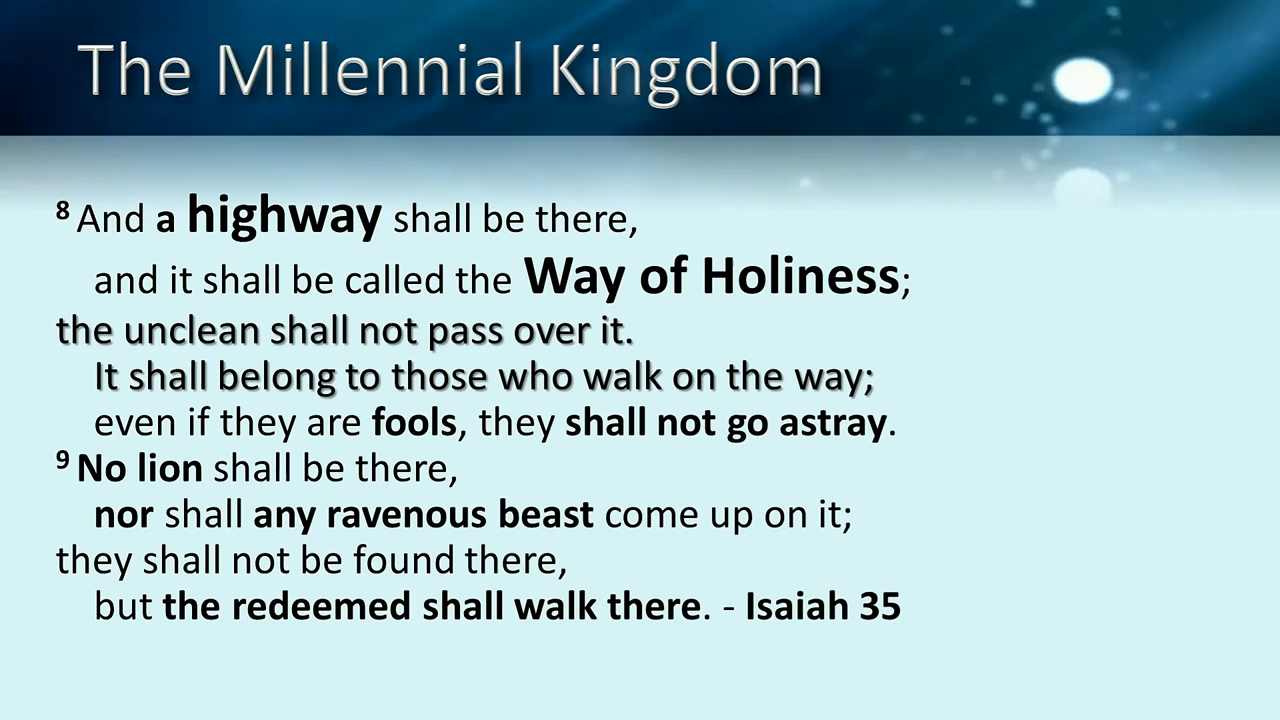 The Millennial Kingdom
8 And a highway shall be there,
and it shall be called the Way of Holiness;
the unclean shall not pass over it.
It shall belong to those who walk on the way;
even if they are fools, they shall not go astray.
9 No lion shall be there,
nor shall any ravenous beast come up on it;
they shall not be found there,
but the redeemed shall walk there. - Isaiah 35